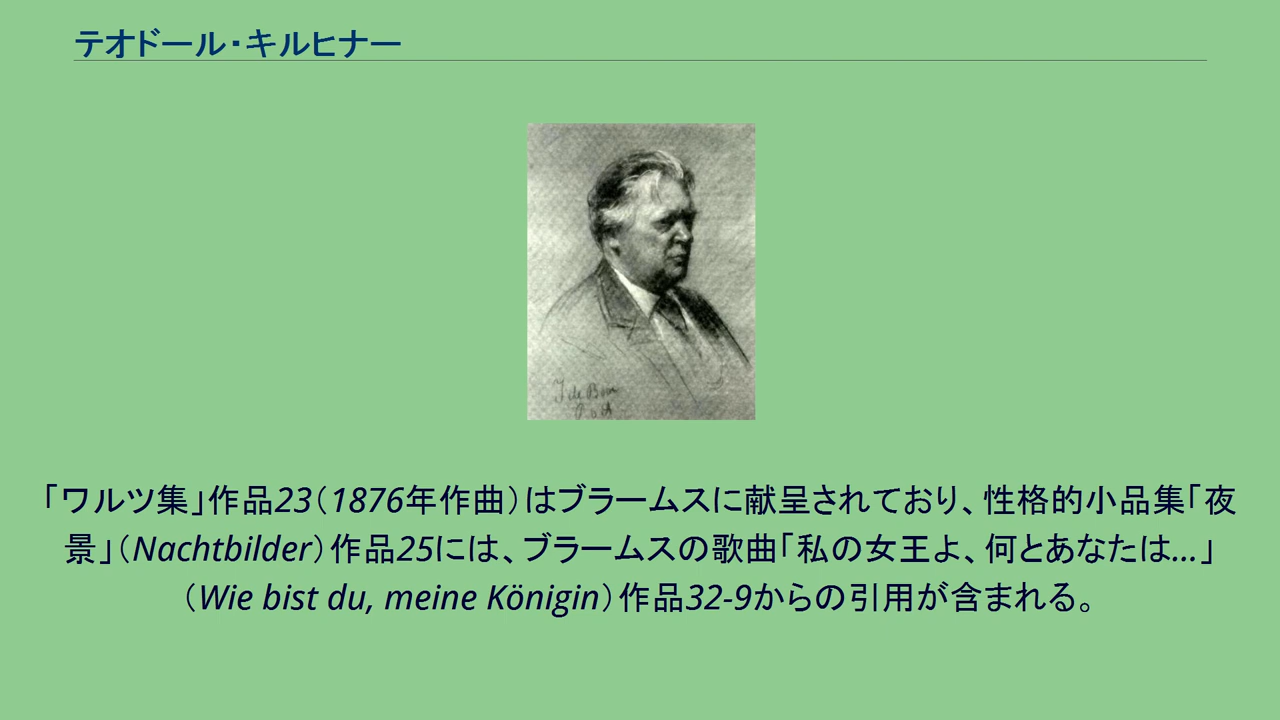 テオドール・キルヒナー
「ワルツ集」作品23（1876年作曲）はブラームスに献呈されており、性格的小品集「夜
景」（Nachtbilder）作品25には、ブラームスの歌曲「私の女王よ、何とあなたは...」
（Wie bist du, meine Königin）作品32-9からの引用が含まれる。